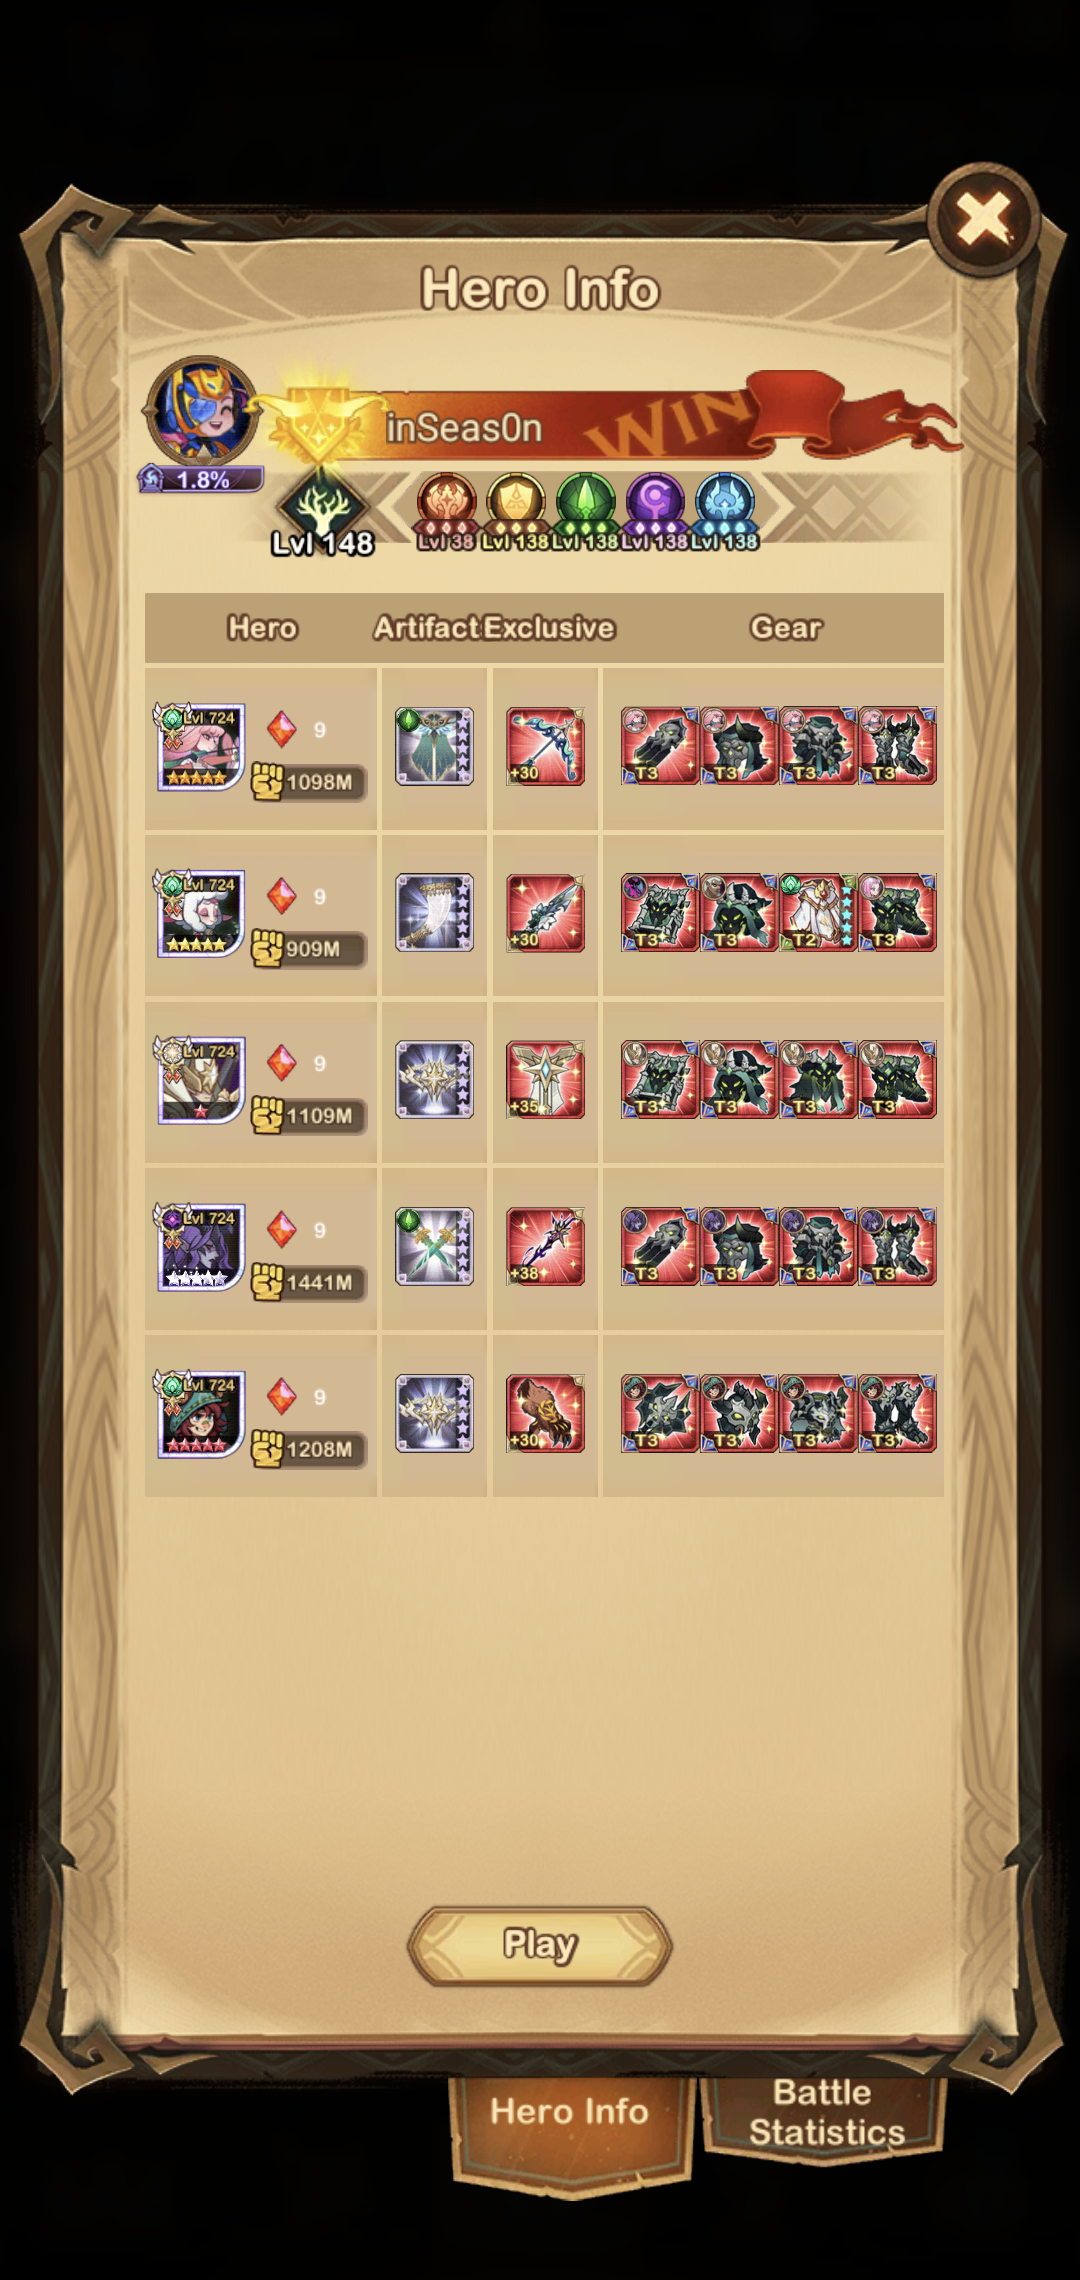 Hero Info
inSeas0n
WIN
1.8%
Lvl 148
Lvl 38 Lvl 138 Lvl 138 Lvl 138 Lvl 138
Hero Artifact Exclusive Gear
Lvl 724 9
1098M +30 T3 T3 T3 T3
Lvl 724 9
909M +30 T3 T3 T2 T3
Lvl 724 9
1109M +35 T3 T3 T3 T3
Lvl 724 9
1441M +38 T3 T3 T3 T3
Lvl 724 9
1208M +30 T3 T3 T3 T3
Play
Hero Info
Battle
Statistics